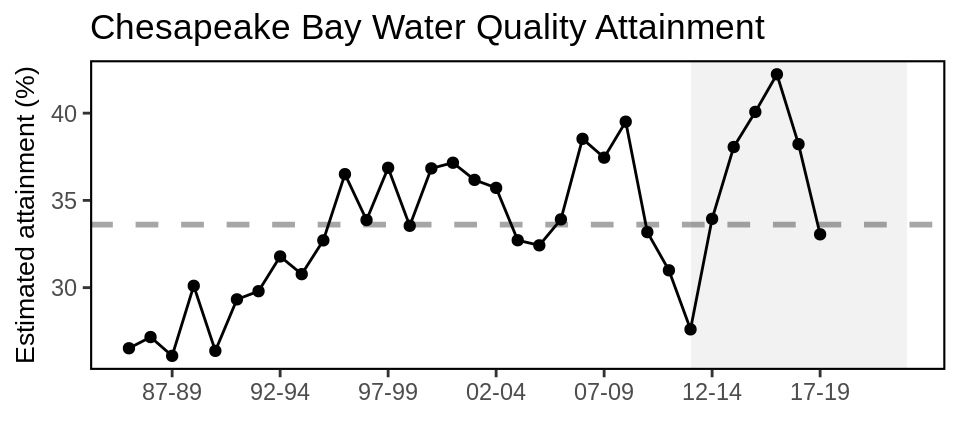 Chesapeake Bay Water Quality Attainment
Estimated attainment (%)
40
35
30
87-89 92-94 97-99 02-04 07-09 12-14 17-19